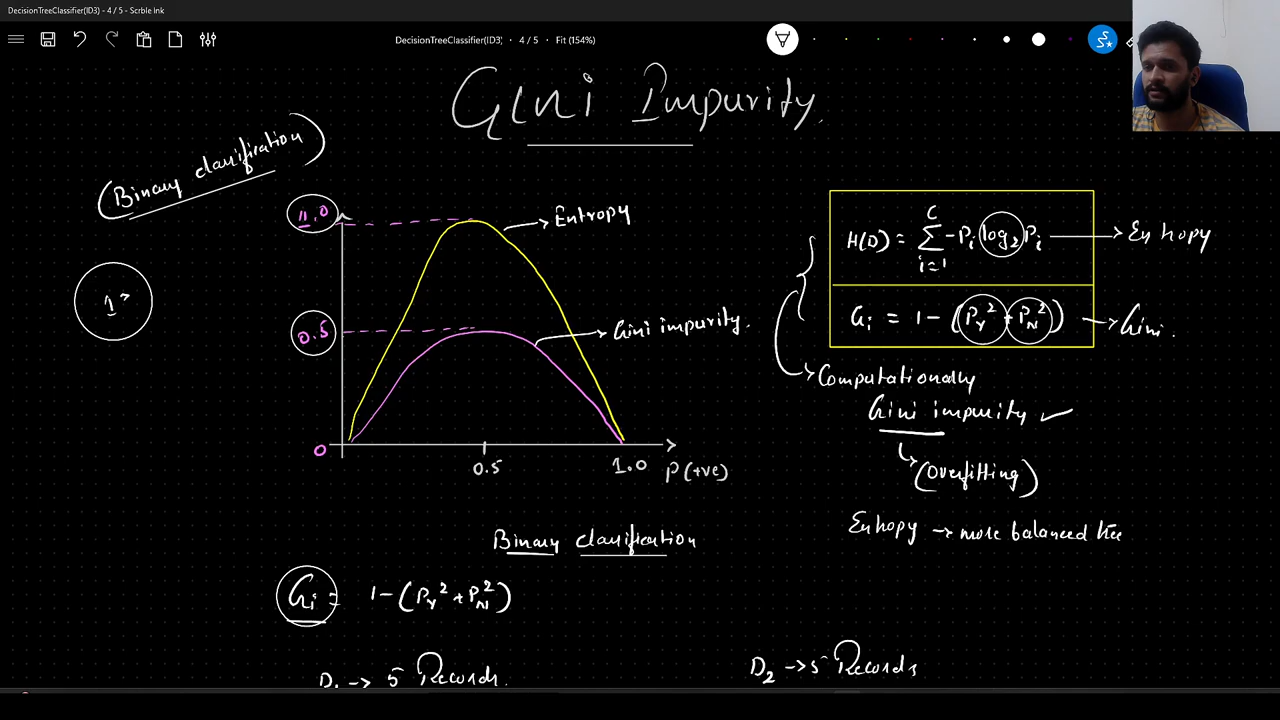 DecisionTreeClassifier(ID3) - 4 / 5 - Scrble Ink
DecisionTreeClassifier(ID3) • 4 / 5 • Fit (154%)
Gini Impurity.
(Binary classification)
1.0
Entropy
1
0.5
Gini impurity.
0
0.5
1.0
P(+ve)
H(D) = C Σ i=1 -Pi log2 Pi → Entropy
Gi = 1 - (PY² + PN²) → Gini.
Computationally
Gini impurity ✓
(Overfitting)
Entropy → more balanced tree
Binary classification
Gi = 1-(PY² + PN²)
D1 → 5 Records.
D2 → 5 Records